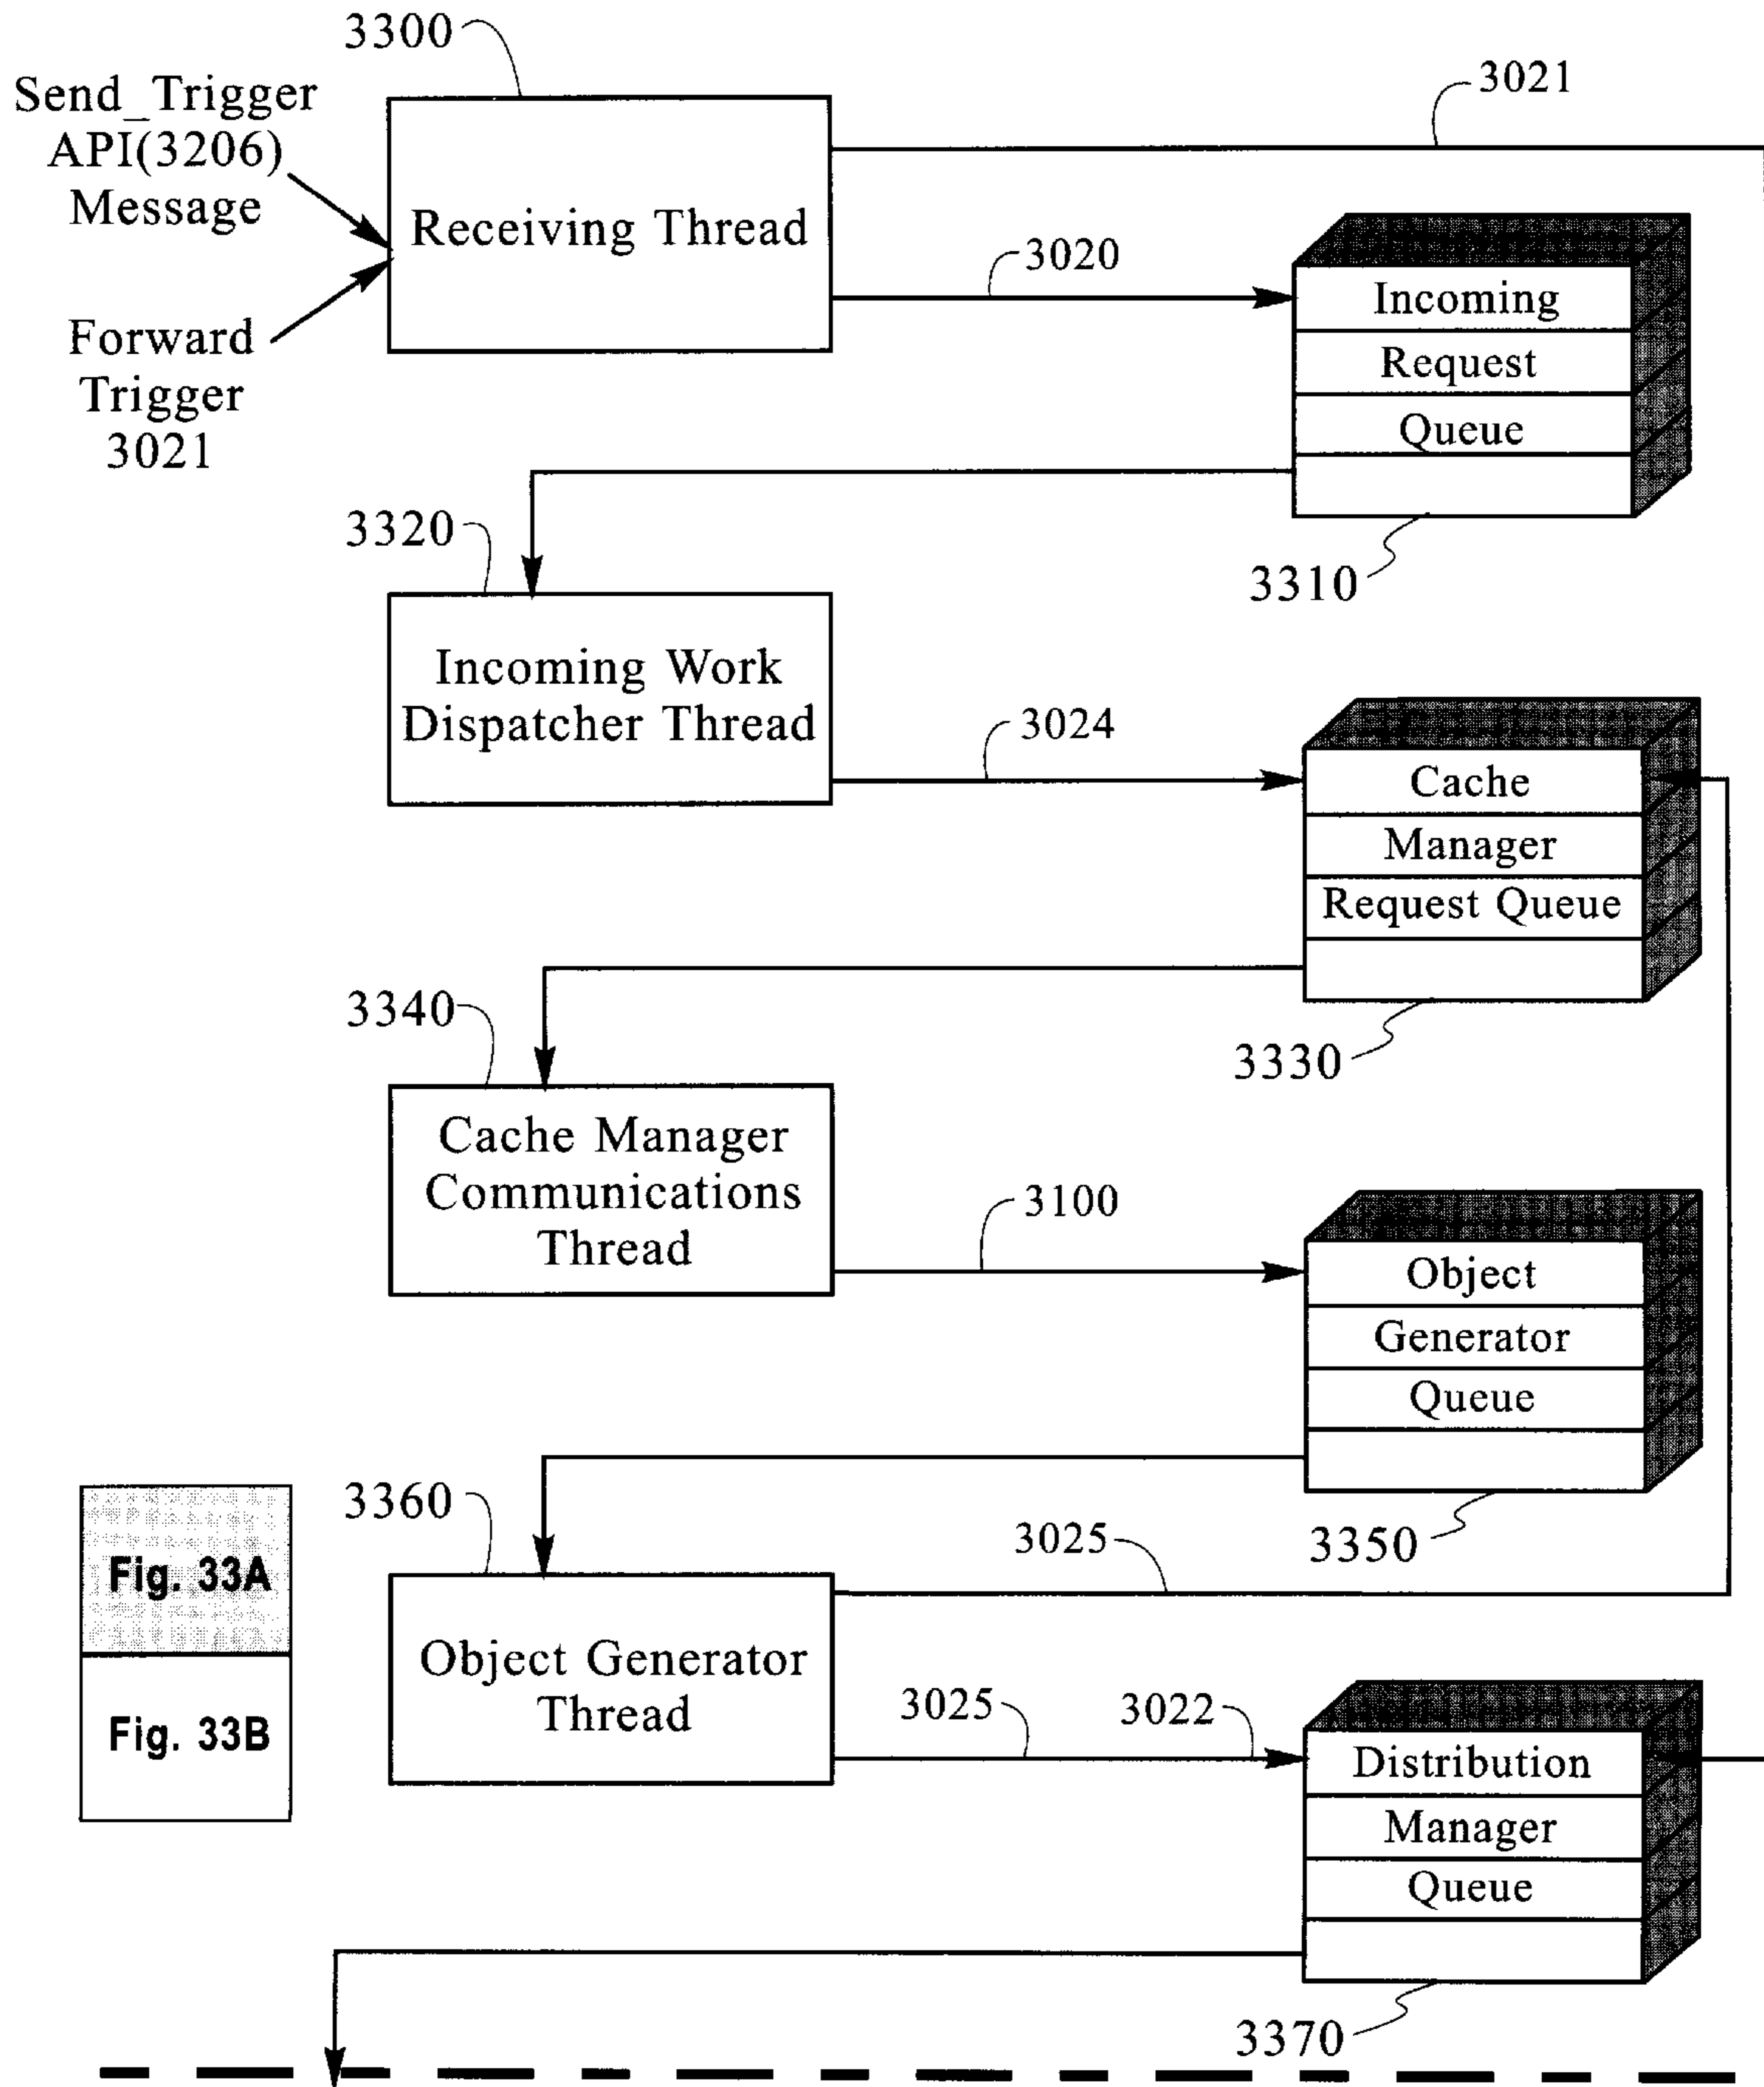 3300
3021
Send_Trigger
API(3206)
Message
Receiving Thread
3020
Incoming
Request
Queue
Forward
Trigger
3021
3310
3320
Incoming Work
Dispatcher Thread
3024
Cache
Manager
Request Queue
3330
3340
Cache Manager
Communications
Thread
3100
Object
Generator
Queue
3350
3360
3025
Fig. 33A
Fig. 33B
Object Generator
Thread
3025
3022
Distribution
Manager
Queue
3370